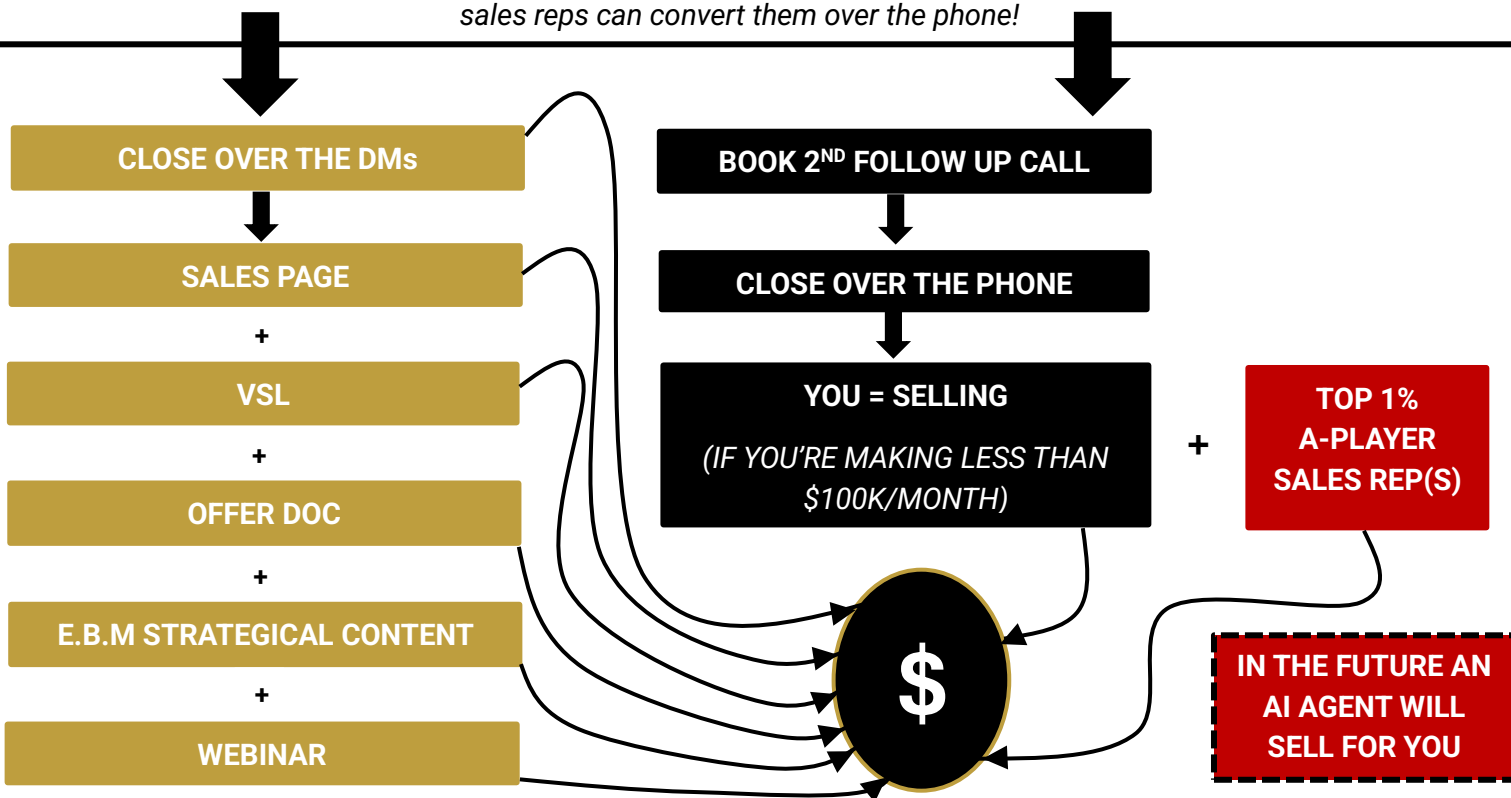 sales reps can convert them over the phone!
CLOSE OVER THE DMs
SALES PAGE
+
VSL
+
OFFER DOC
+
E.B.M STRATEGICAL CONTENT
+
WEBINAR
BOOK 2ND FOLLOW UP CALL
CLOSE OVER THE PHONE
YOU = SELLING
(IF YOU’RE MAKING LESS THAN
$100K/MONTH)
+
TOP 1%
A-PLAYER
SALES REP(S)
$
IN THE FUTURE AN
AI AGENT WILL
SELL FOR YOU